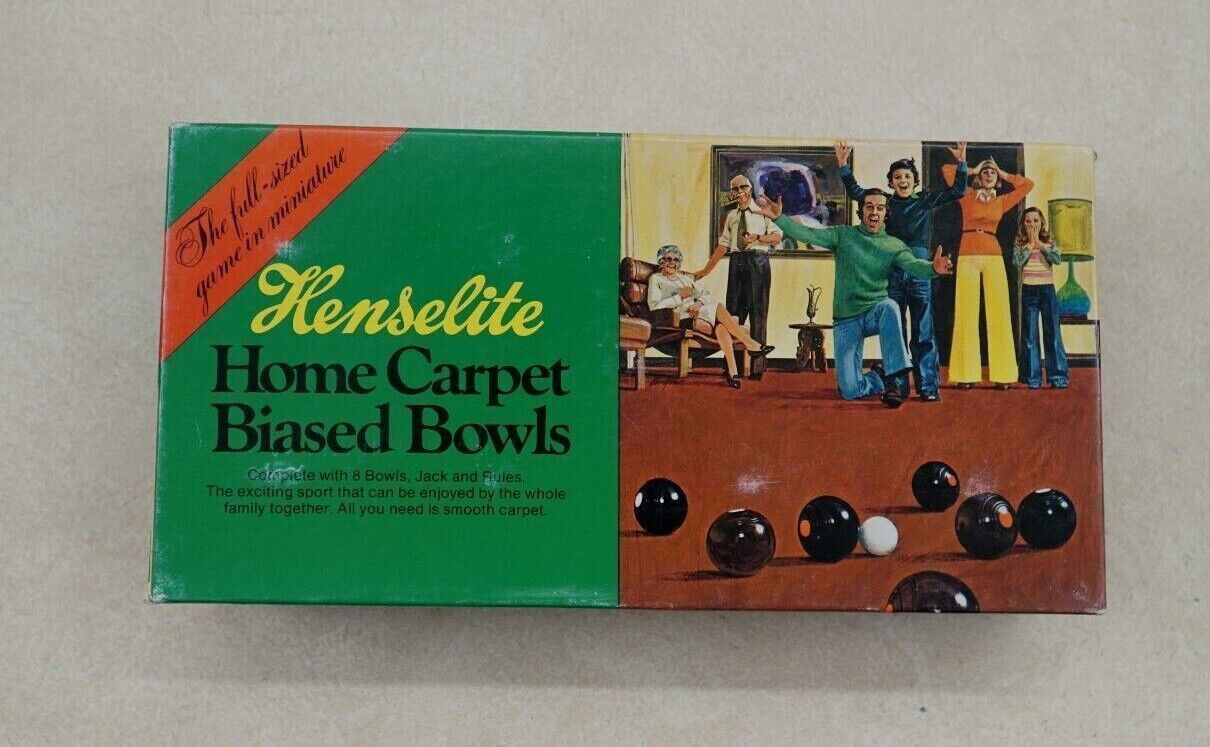 The full-sized
game in miniature
Henselite
Home Carpet
Biased Bowls
Complete with 8 Bowls, Jack and Rules.
The exciting sport that can be enjoyed by the whole
family together. All you need is smooth carpet.